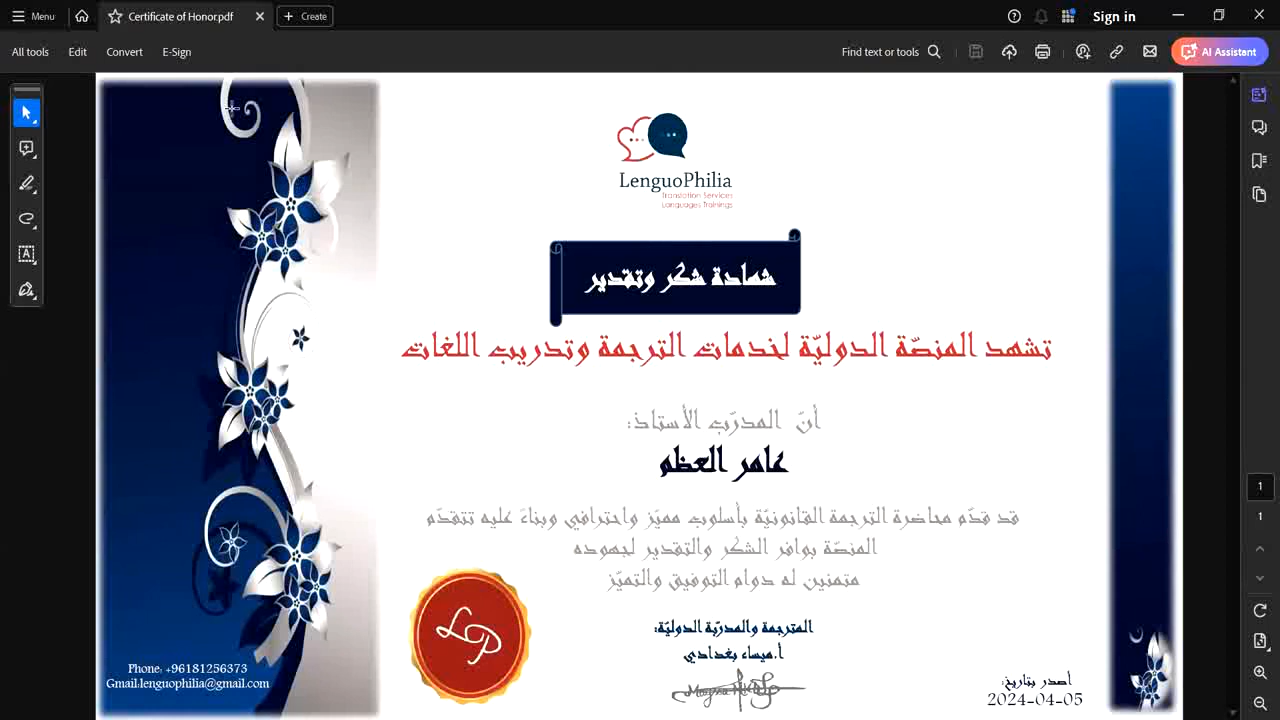 Menu
Certificate of Honor.pdf
Create
Sign in
All tools
Edit
Convert
E-Sign
Find text or tools
AI Assistant
LenguoPhilia
Translation Services
Languages Trainings
شهادة شكر وتقدير
تشهد المنصّة الدوليّة لخدمات الترجمة وتدريب اللغات
أنّ المدرّب الأستاذ:
عامر العظم
قد قدّم محاضرة الترجمة القانونيّة بأسلوب مميّز واحترافي وبناءً عليه تتقدّم
المنصّة بوافر الشكر والتقدير لجهوده
متمنين له دوام التوفيق والتميّز
LP
المترجمة والمدربّة الدوليّة:
أ.ميساء بغدادي
أصدر بتاريخ:
2024-04-05
Phone: +96181256373
Gmail:lenguophilia@gmail.com
1
1